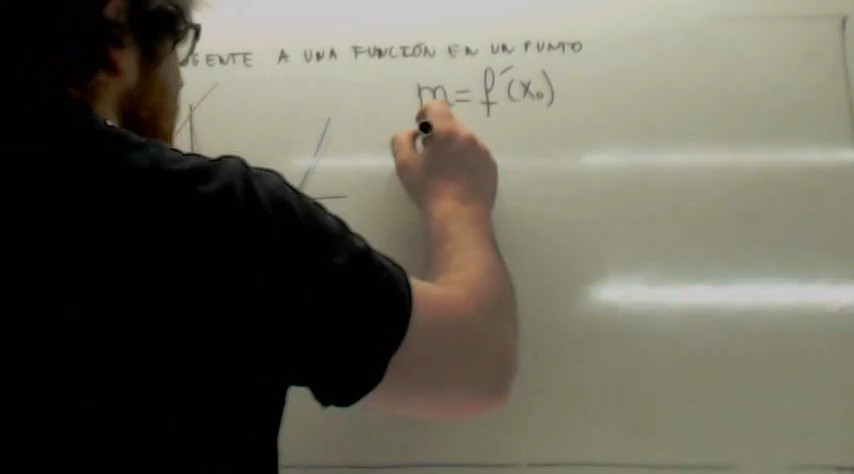 GENTE A UNA FUNCIÓN EN UN PUNTO
m = f'(x₀)